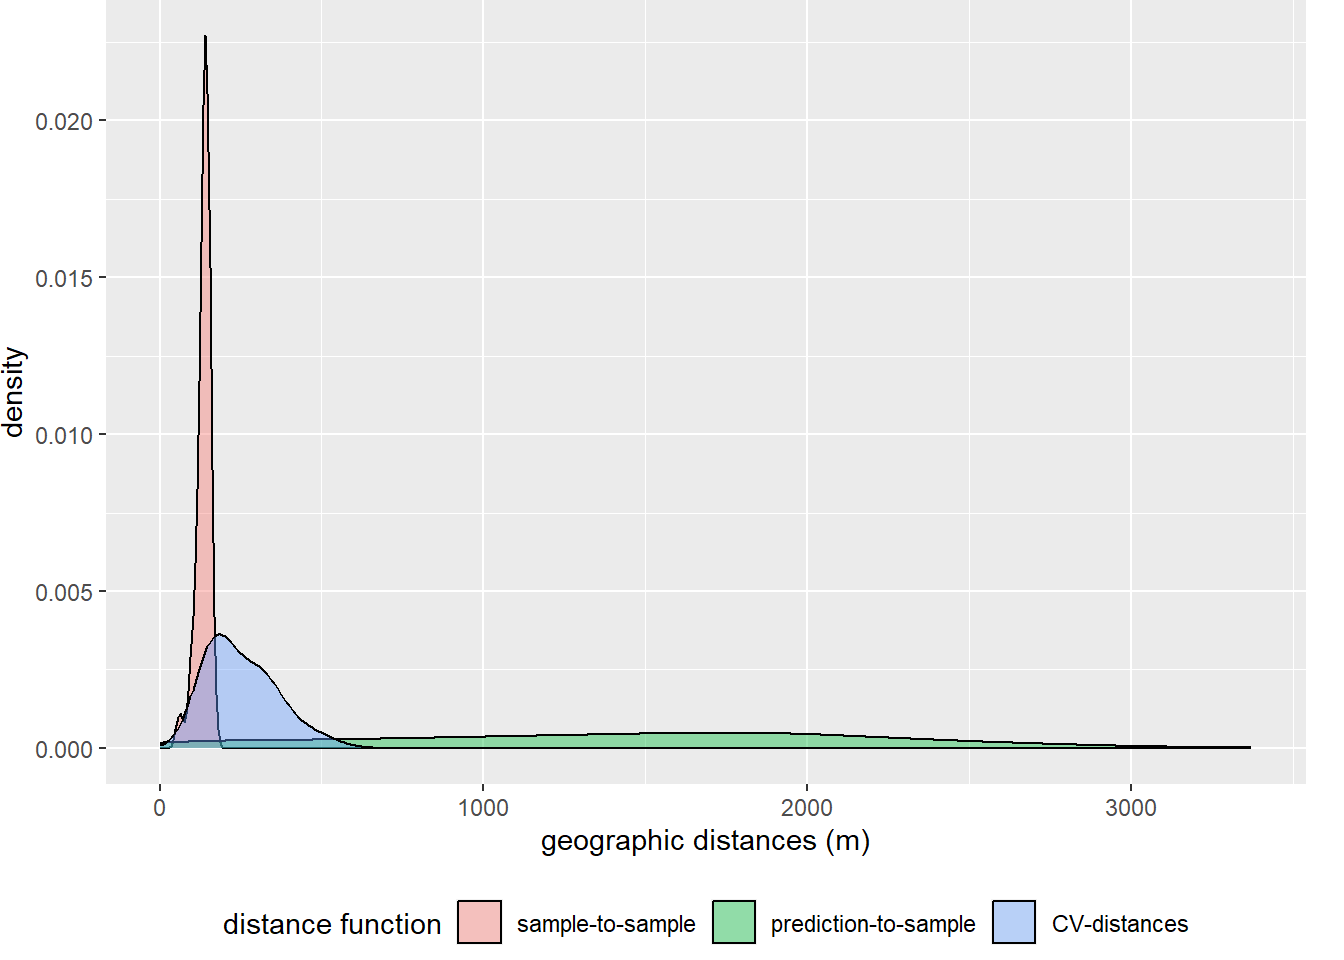 density
0.020
0.015
0.010
0.005
0.000
0 1000 2000 3000
geographic distances (m)
distance function sample-to-sample prediction-to-sample CV-distances